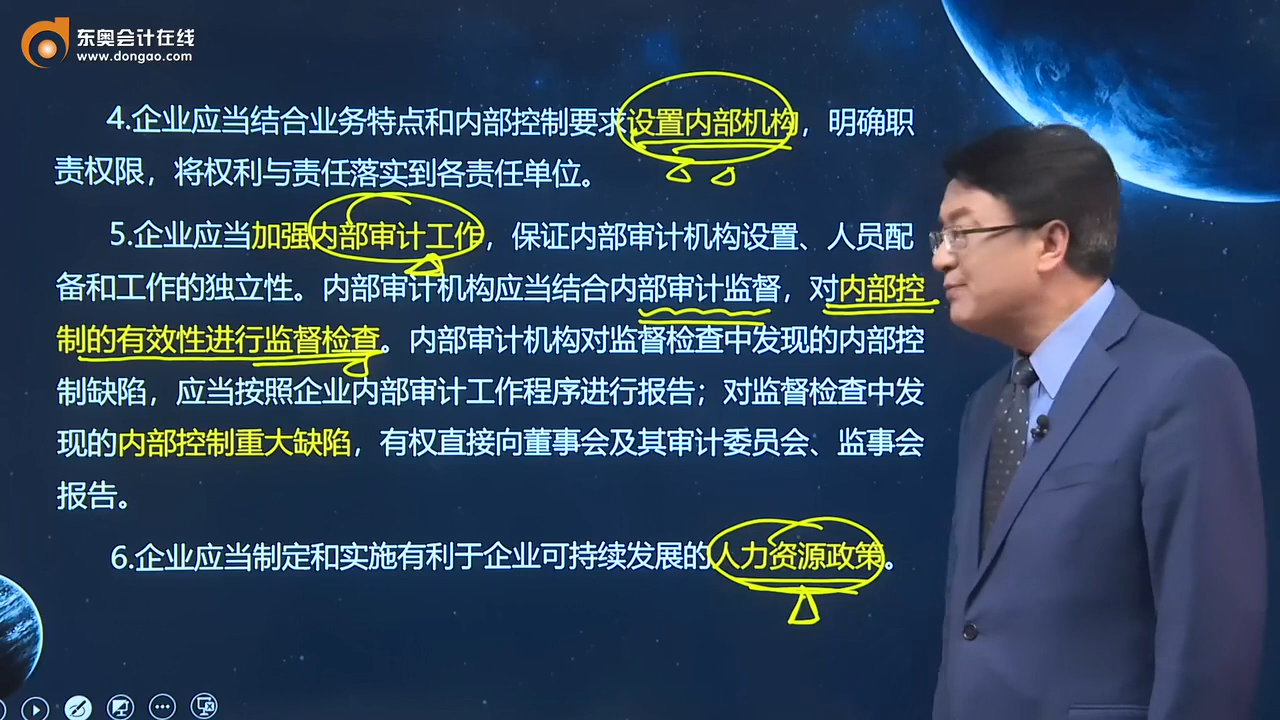 东奥会计在线
www.dongao.com
4.企业应当结合业务特点和内部控制要求设置内部机构，明确职
责权限，将权利与责任落实到各责任单位。
5.企业应当加强内部审计工作，保证内部审计机构设置、人员配
备和工作的独立性。内部审计机构应当结合内部审计监督，对内部控
制的有效性进行监督检查。内部审计机构对监督检查中发现的内部控
制缺陷，应当按照企业内部审计工作程序进行报告；对监督检查中发
现的内部控制重大缺陷，有权直接向董事会及其审计委员会、监事会
报告。
6.企业应当制定和实施有利于企业可持续发展的人力资源政策。